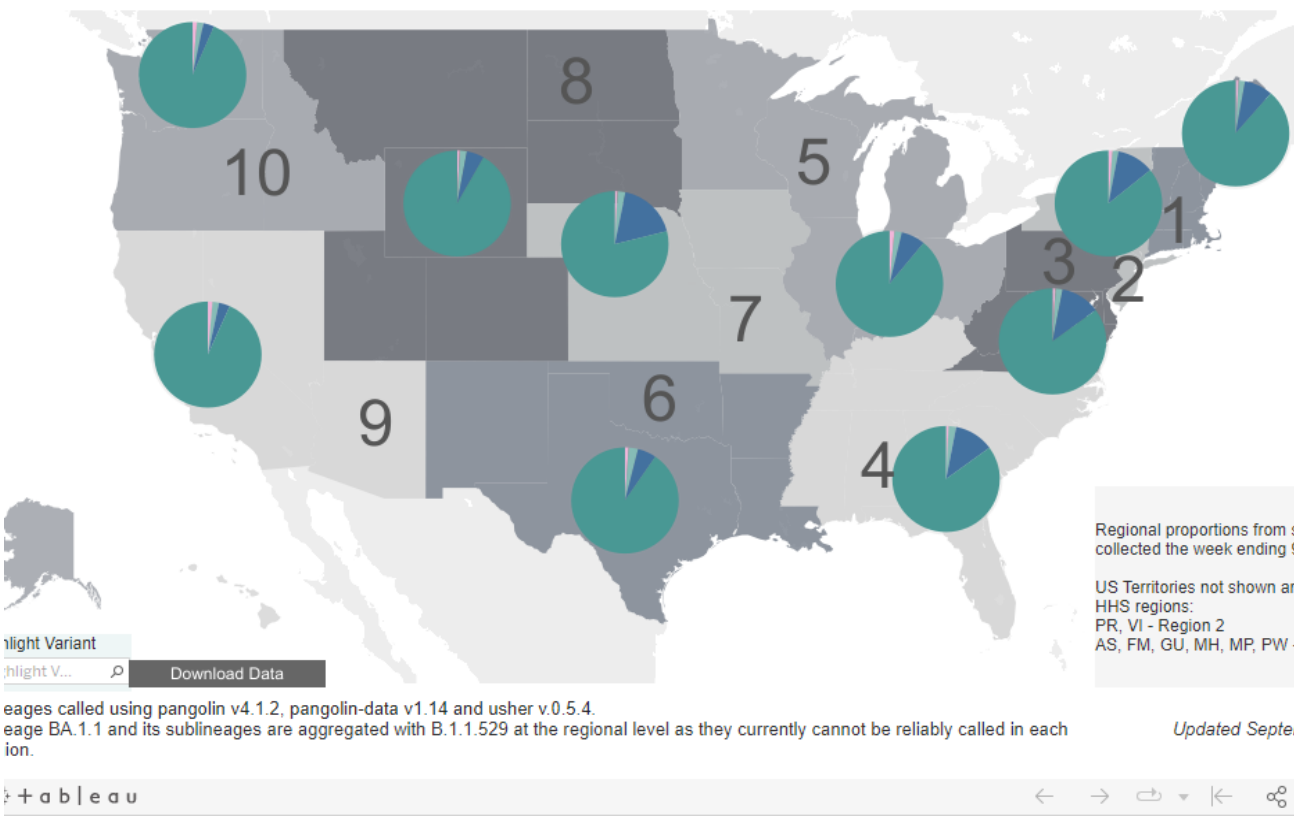 8
10
5
1
3
2
7
6
9
4
Regional proportions from
collected the week ending
US Territories not shown
HHS regions:
PR, VI - Region 2
AS, FM, GU, MH, MP, PW -
Variant
Download Data
eages called using pangolin v4.1.2, pangolin-data v1.14 and usher v.0.5.4.
eage BA.1.1 and its sublineages are aggregated with B.1.1.529 at the regional level as they currently cannot be reliably called in each
ion.
Updated Septe
+ a b | e a u